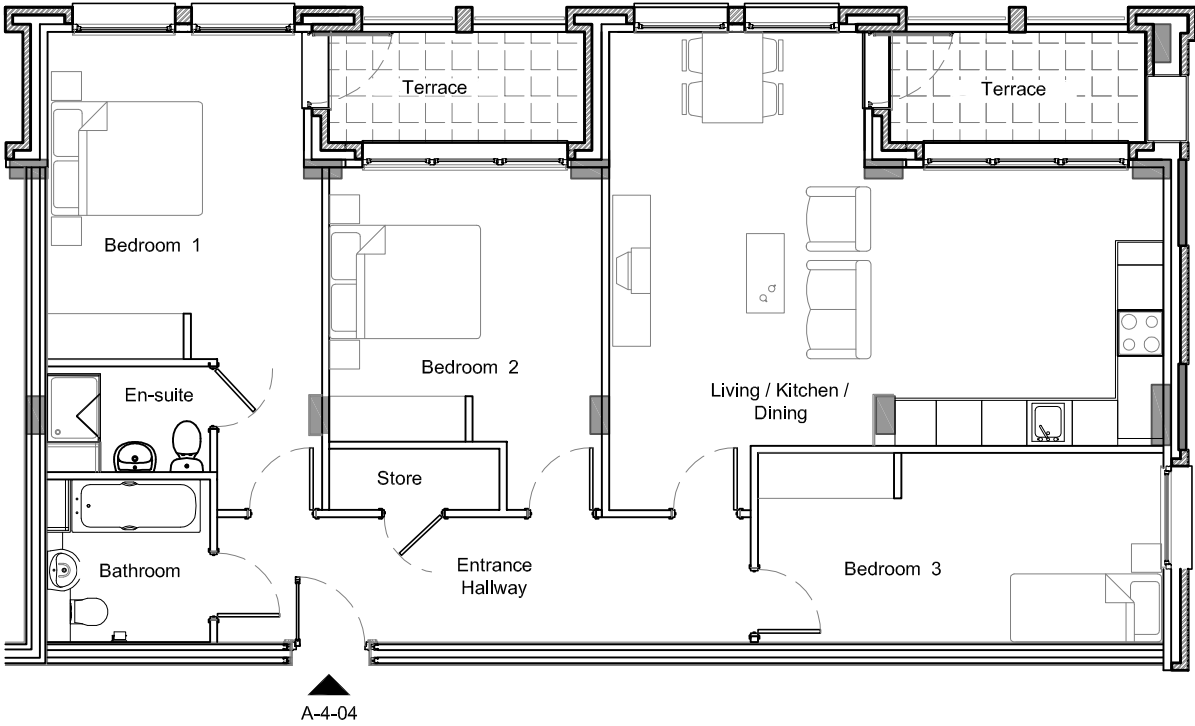 Terrace
Terrace
Bedroom 1
Bedroom 2
En-suite
Living / Kitchen /
Dining
Store
Bathroom
Entrance
Hallway
Bedroom 3
A-4-04